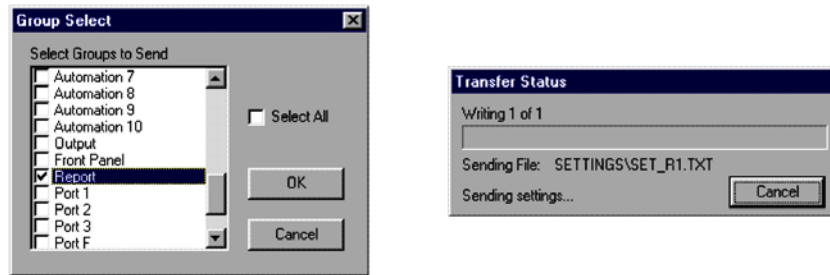 Group Select
Select Groups to Send
Automation 7
Automation 8
Automation 9
Automation 10
Output
Front Panel
Report
Port 1
Port 2
Port 3
Port F
Select All
OK
Cancel
Transfer Status
Writing 1 of 1
Sending File: SETTINGS\SET_R1.TXT
Sending settings...
Cancel